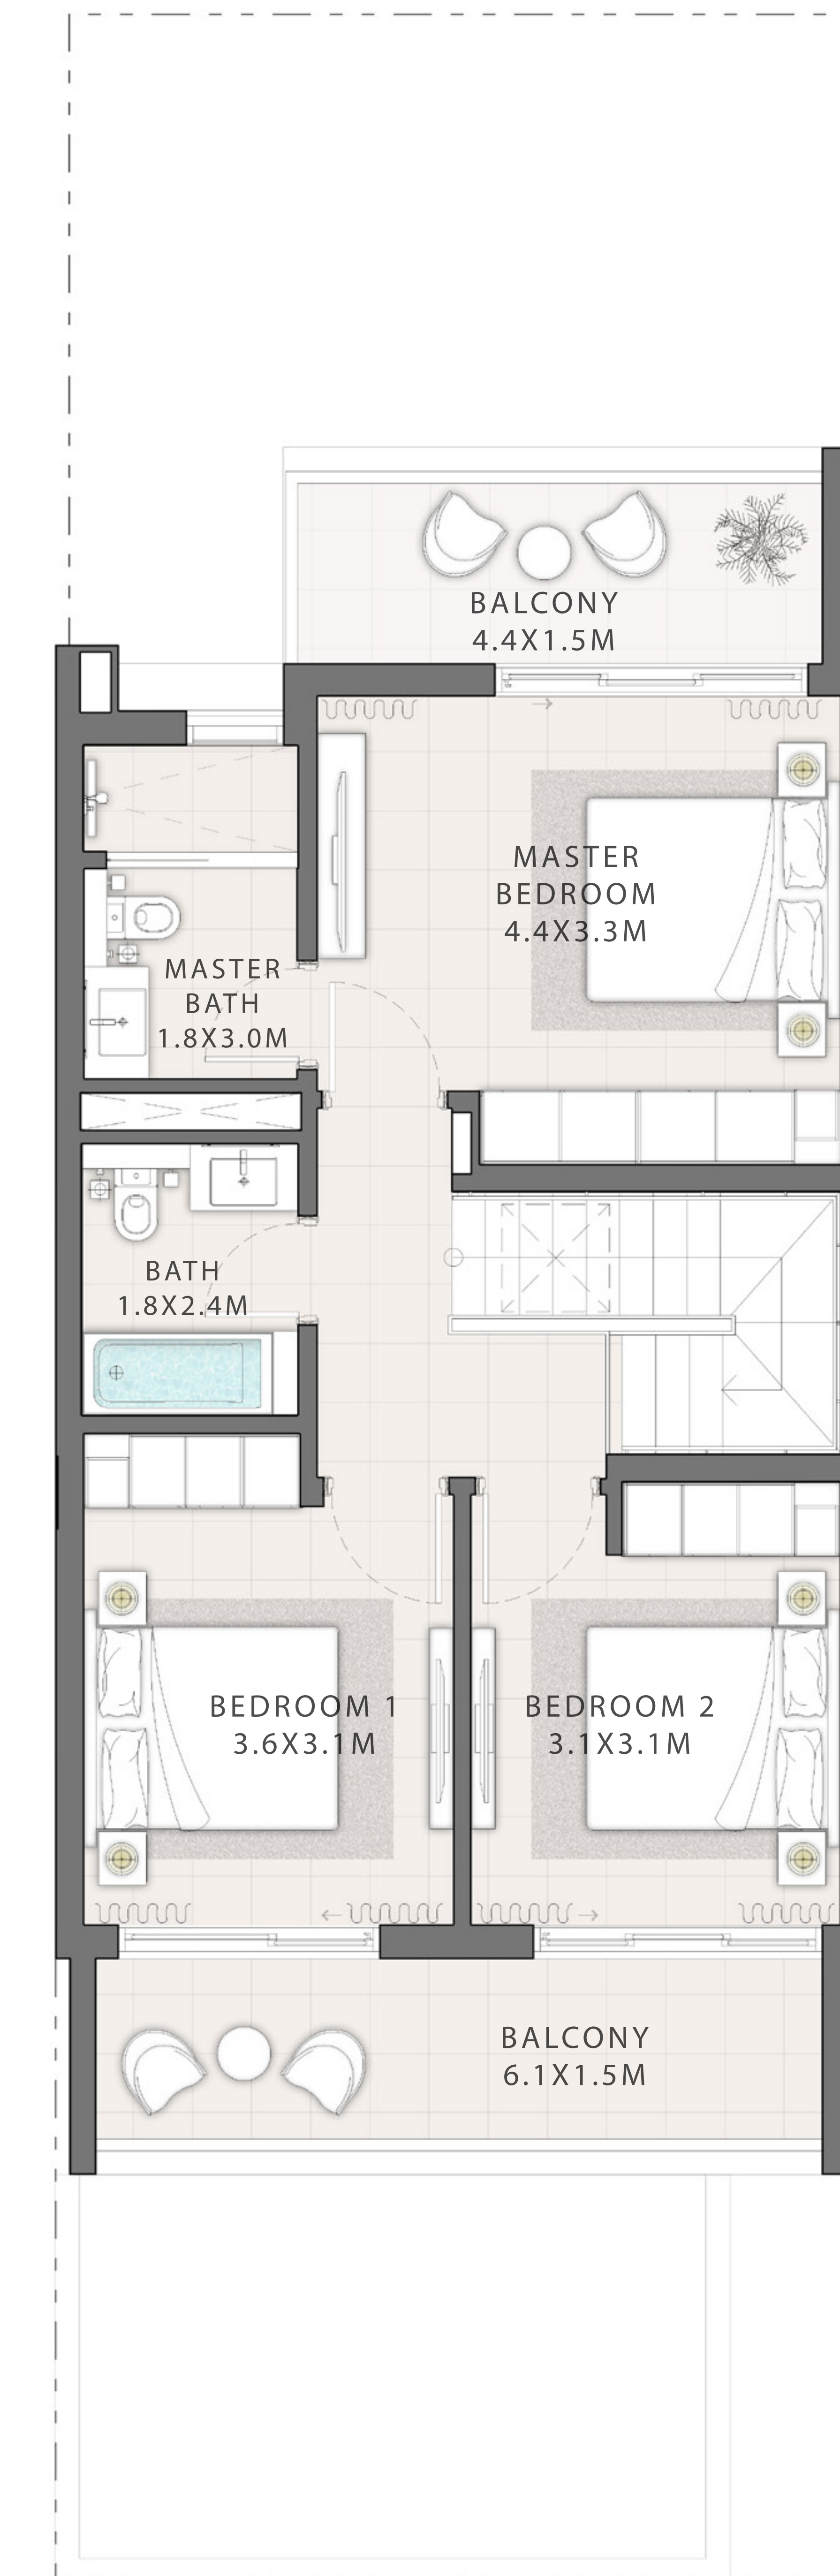 BALCONY
4.4X1.5M
MASTER
BEDROOM
4.4X3.3M
MASTER
BATH
1.8X3.0M
BATH
1.8X2.4M
BEDROOM 1
3.6X3.1M
BEDROOM 2
3.1X3.1M
BALCONY
6.1X1.5M